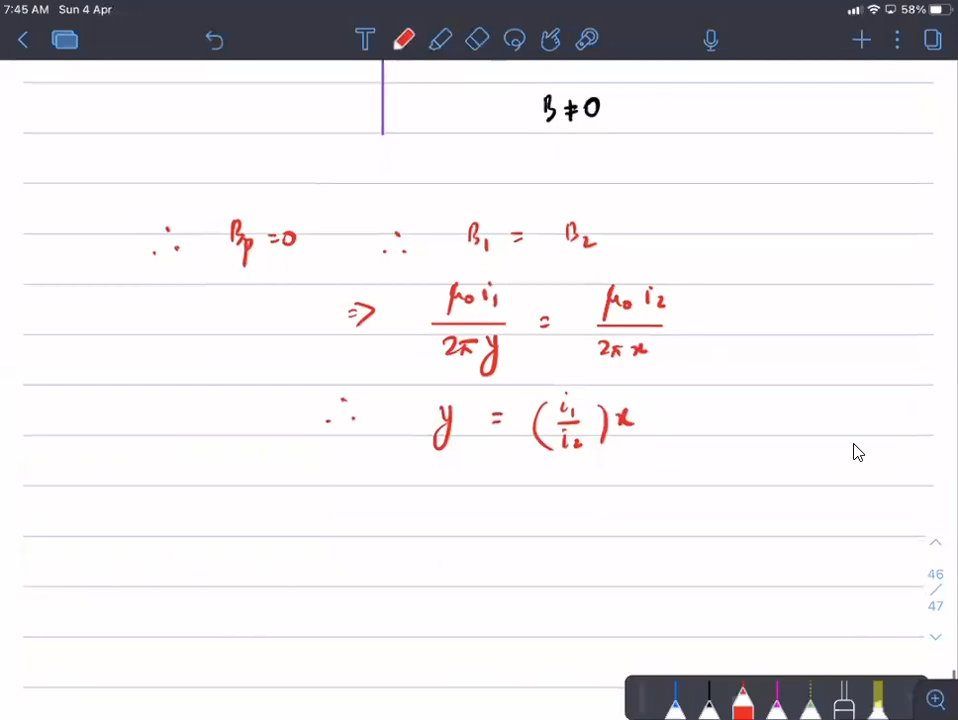 7:45 AM Sun 4 Apr 58%
T
B ≠ 0
∴ Bp = 0 ∴ B₁ = B₂
⇒ μ₀ i₁ / 2π y = μ₀ i₂ / 2π x
∴ y = (i₁ / i₂) x
46
/
47